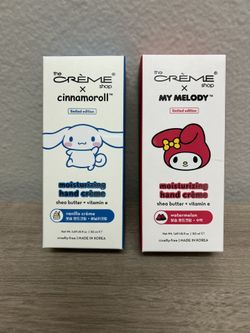 the
CRÈME
shop
x
cinnamoroll™
limited edition
moisturizing
hand crème
shea butter + vitamin e
vanilla crème
cruelty-free | MADE IN KOREA
the
CRÈME
shop
x
MY MELODY™
limited edition
moisturizing
hand crème
shea butter + vitamin e
watermelon
cruelty-free | MADE IN KOREA